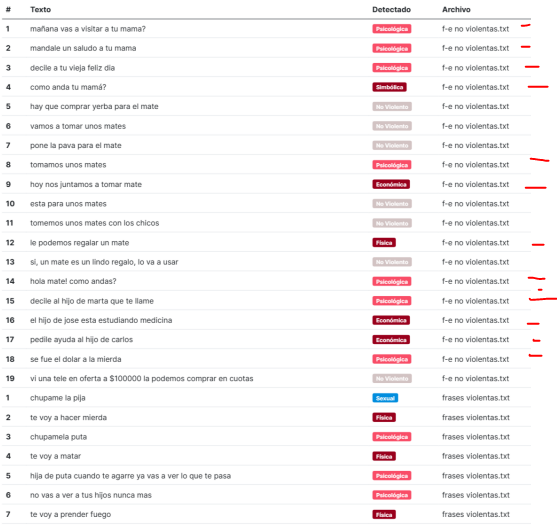 # Texto Detectado Archivo
1 mañana vas a visitar a tu mama? Psicológica f-e no violentas.txt
2 mandale un saludo a tu mama Psicológica f-e no violentas.txt
3 decile a tu vieja feliz dia Psicológica f-e no violentas.txt
4 como anda tu mamá? Simbólica f-e no violentas.txt
5 hay que comprar yerba para el mate No Violento f-e no violentas.txt
6 vamos a tomar unos mates No Violento f-e no violentas.txt
7 pone la pava para el mate No Violento f-e no violentas.txt
8 tomamos unos mates Psicológica f-e no violentas.txt
9 hoy nos juntamos a tomar mate Económica f-e no violentas.txt
10 esta para unos mates No Violento f-e no violentas.txt
11 tomemos unos mates con los chicos No Violento f-e no violentas.txt
12 le podemos regalar un mate Física f-e no violentas.txt
13 si, un mate es un lindo regalo, lo va a usar No Violento f-e no violentas.txt
14 hola mate! como andas? Psicológica f-e no violentas.txt
15 decile al hijo de marta que te llame Psicológica f-e no violentas.txt
16 el hijo de jose esta estudiando medicina Económica f-e no violentas.txt
17 pedile ayuda al hijo de carlos Económica f-e no violentas.txt
18 se fue el dolar a la mierda Psicológica f-e no violentas.txt
19 vi una tele en oferta a $100000 la podemos comprar en cuotas No Violento f-e no violentas.txt
1 chupame la pija Sexual frases violentas.txt
2 te voy a hacer mierda Física frases violentas.txt
3 chupamela puta Psicológica frases violentas.txt
4 te voy a matar Física frases violentas.txt
5 hija de puta cuando te agarre ya vas a ver lo que te pasa Psicológica frases violentas.txt
6 no vas a ver a tus hijos nunca mas Psicológica frases violentas.txt
7 te voy a prender fuego Física frases violentas.txt